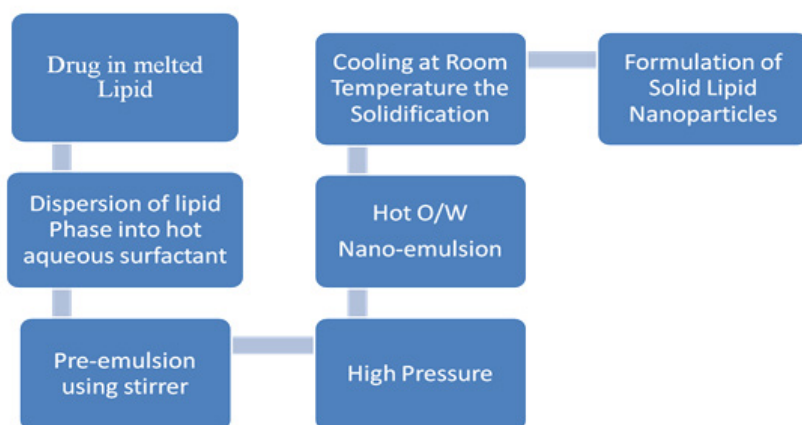 Drug in melted
Lipid
Dispersion of lipid
Phase into hot
aqueous surfactant
Pre-emulsion
using stirrer
High Pressure
Hot O/W
Nano-emulsion
Cooling at Room
Temperature the
Solidification
Formulation of
Solid Lipid
Nanoparticles